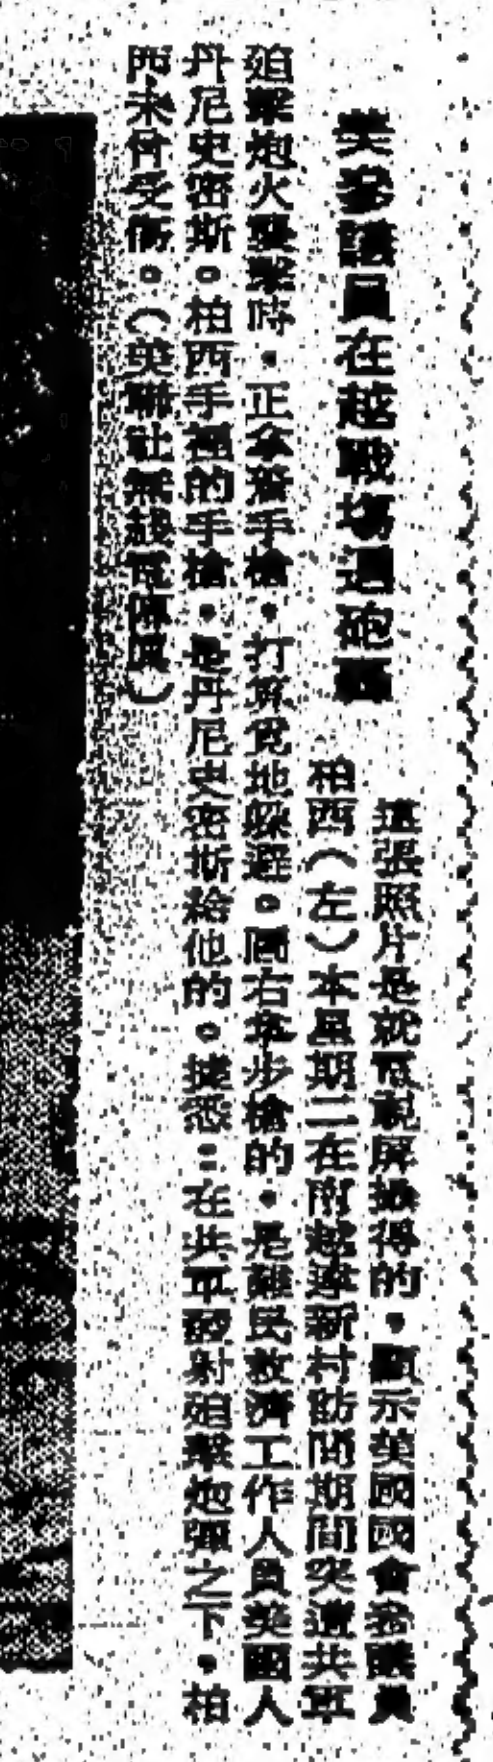 美參議員在越戰場遇砲轟
這張照片是就電視屏攝得的，顯示美國國會參議員
柏西（左）本星期二在南越新村訪問期間突遭共軍
迫擊炮火襲擊時，正拿着手槍，打算覓地躲避。圖右拿步槍的，是難民救濟工作人員美國人
丹尼史密斯。柏西手裡的手槍，是丹尼史密斯給他的。據悉：在共軍發射迫擊炮彈之下，柏
西未曾受傷。（美聯社無綫電傳真）